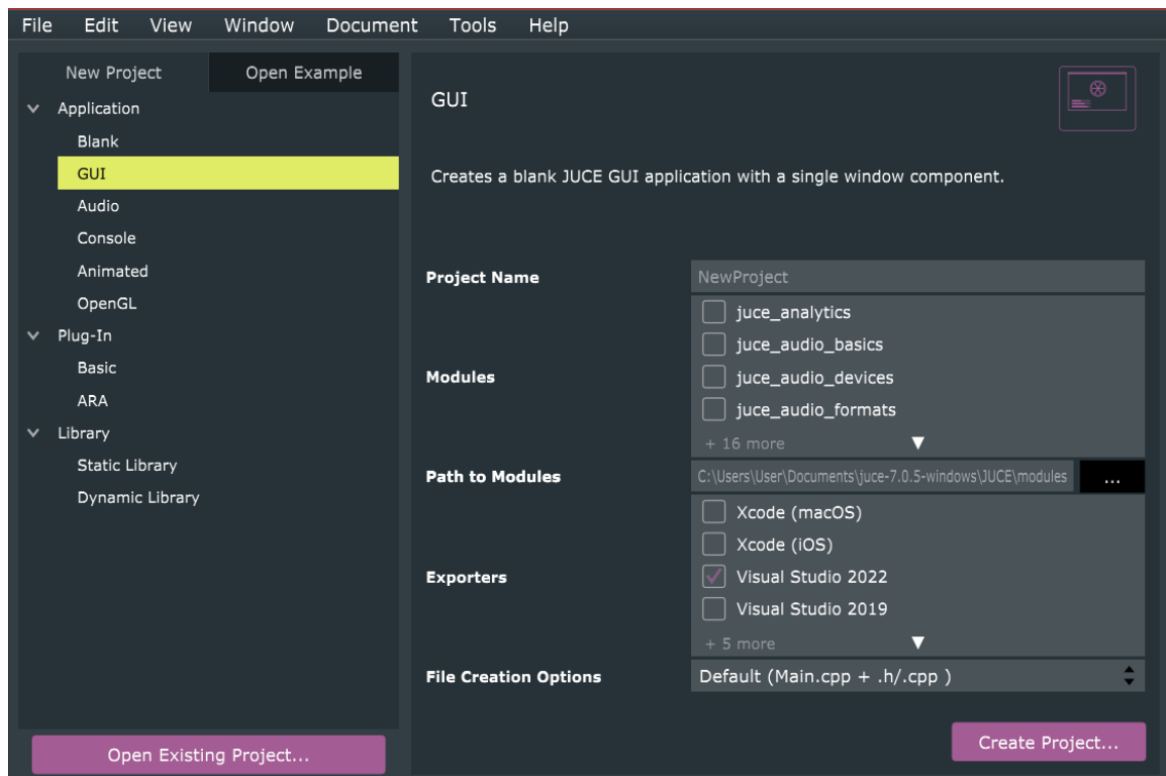 File Edit View Window Document Tools Help
New Project Open Example
Application
Blank
GUI
Audio
Console
Animated
OpenGL
Plug-In
Basic
ARA
Library
Static Library
Dynamic Library
Open Existing Project...
GUI
Creates a blank JUCE GUI application with a single window component.
Project Name NewProject
Modules
juce_analytics
juce_audio_basics
juce_audio_devices
juce_audio_formats
+ 16 more
Path to Modules C:\Users\User\Documents\juce-7.0.5-windows\JUCE\modules ...
Exporters
Xcode (macOS)
Xcode (iOS)
Visual Studio 2022
Visual Studio 2019
+ 5 more
File Creation Options Default (Main.cpp + .h/.cpp )
Create Project...